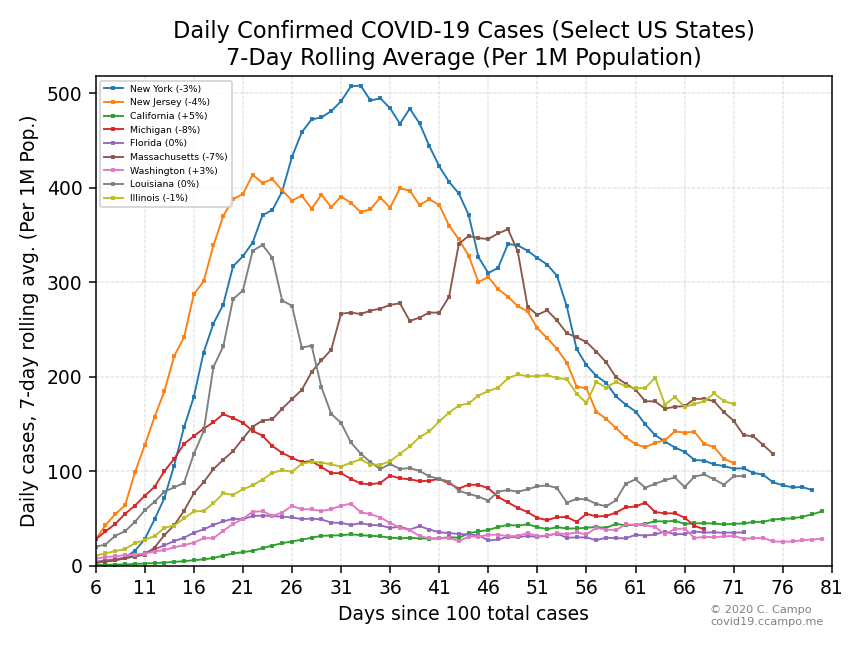 Daily Confirmed COVID-19 Cases (Select US States)
7-Day Rolling Average (Per 1M Population)
Daily cases, 7-day rolling avg. (Per 1M Pop.)
500
400
300
200
100
0
New York (-3%)
New Jersey (-4%)
California (+5%)
Michigan (-8%)
Florida (0%)
Massachusetts (-7%)
Washington (+3%)
Louisiana (0%)
Illinois (-1%)
6 11 16 21 26 31 36 41 46 51 56 61 66 71 76 81
Days since 100 total cases
© 2020 C. Campo
covid19.ccampo.me